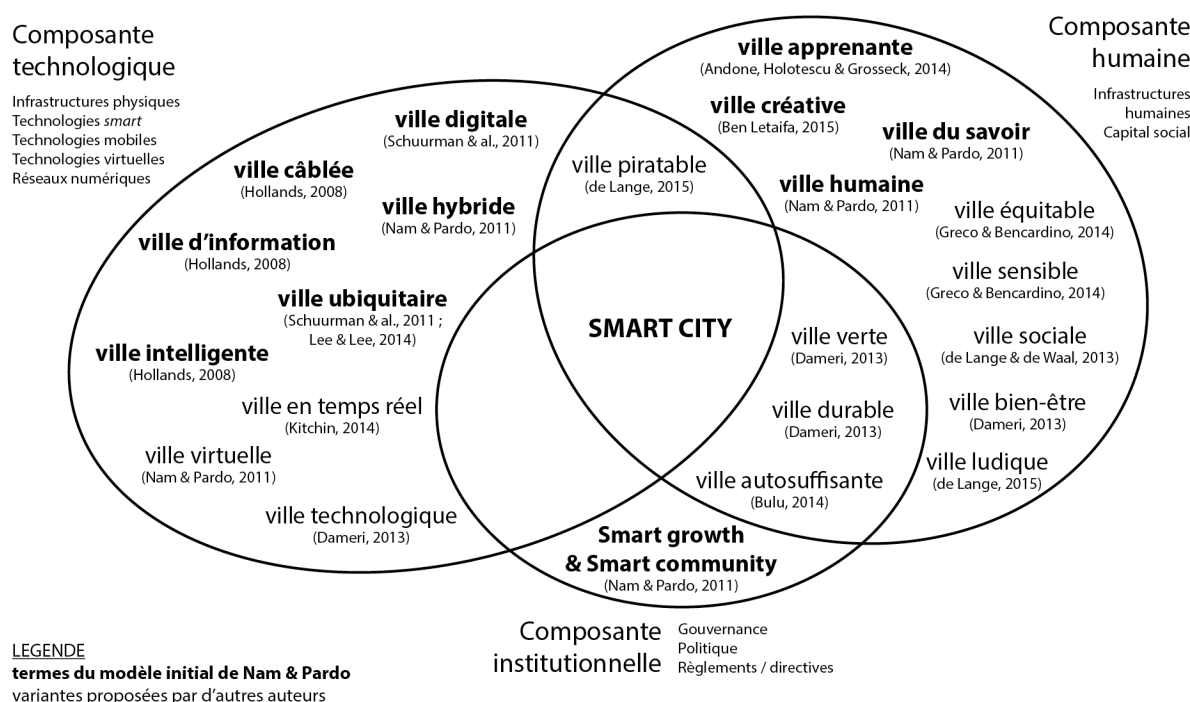 Composante
technologique
Infrastructures physiques
Technologies smart
Technologies mobiles
Technologies virtuelles
Réseaux numériques
Composante
humaine
Infrastructures
humaines
Capital social
ville digitale
(Schuurman & al., 2011)
ville câblée
(Hollands, 2008)
ville hybride
(Nam & Pardo, 2011)
ville d’information
(Hollands, 2008)
ville ubiquitaire
(Schuurman & al., 2011 ;
Lee & Lee, 2014)
ville intelligente
(Hollands, 2008)
ville en temps réel
(Kitchin, 2014)
ville virtuelle
(Nam & Pardo, 2011)
ville technologique
(Dameri, 2013)
ville piratable
(de Lange, 2015)
SMART CITY
ville apprenante
(Andone, Holotescu & Grosseck, 2014)
ville créative
(Ben Letaifa, 2015)
ville du savoir
(Nam & Pardo, 2011)
ville humaine
(Nam & Pardo, 2011)
ville équitable
(Greco & Bencardino, 2014)
ville sensible
(Greco & Bencardino, 2014)
ville sociale
(de Lange & de Waal, 2013)
ville bien-être
(Dameri, 2013)
ville ludique
(de Lange, 2015)
ville verte
(Dameri, 2013)
ville durable
(Dameri, 2013)
ville autosuffisante
(Bulu, 2014)
Smart growth
& Smart community
(Nam & Pardo, 2011)
Composante
institutionnelle
Gouvernance
Politique
Règlements / directives
LEGENDE
termes du modèle initial de Nam & Pardo
variantes proposées par d’autres auteurs